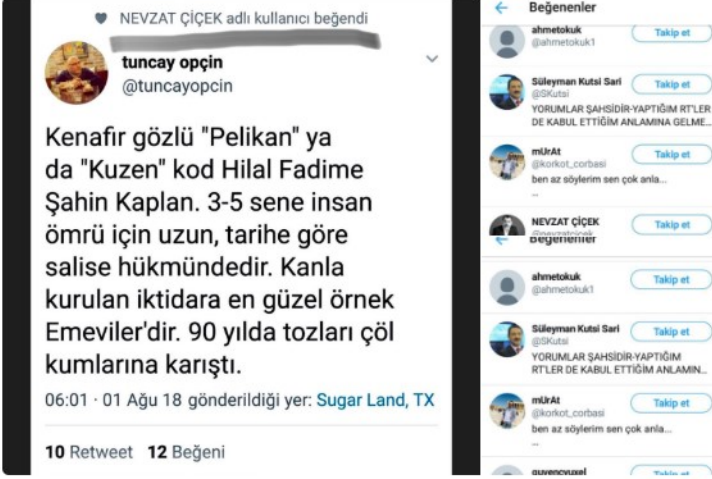 NEVZAT ÇİÇEK adlı kullanıcı beğendi
tuncay opçin
@tuncayopcin
Kenafir gözlü "Pelikan" ya
da "Kuzen" kod Hilal Fadime
Şahin Kaplan. 3-5 sene insan
ömrü için uzun, tarihe göre
salise hükmündedir. Kanla
kurulan iktidara en güzel örnek
Emeviler'dir. 90 yılda tozları çöl
kumlarına karıştı.
06:01 · 01 Ağu 18 gönderildiği yer: Sugar Land, TX
10 Retweet 12 Beğeni
Beğenenler
ahmetokuk
@ahmetokuk1
Takip et
Süleyman Kutsi Sari
@SKutsi
Takip et
YORUMLAR ŞAHSİDİR-YAPTIĞIM RT'LER
DE KABUL ETTİĞİM ANLAMINA GELME...
mUrAt
@korkot_corbasi
Takip et
ben az söylerim sen çok anla...
...
NEVZAT ÇİÇEK
@nevzatcicek
Takip et
Beğenenler
ahmetokuk
@ahmetokuk1
Takip et
Süleyman Kutsi Sari
@SKutsi
Takip et
YORUMLAR ŞAHSİDİR-YAPTIĞIM
RT'LER DE KABUL ETTİĞİM ANLAMIN...
mUrAt
@korkot_corbasi
Takip et
ben az söylerim sen çok anla...
...
guvencyuxel
Takip et